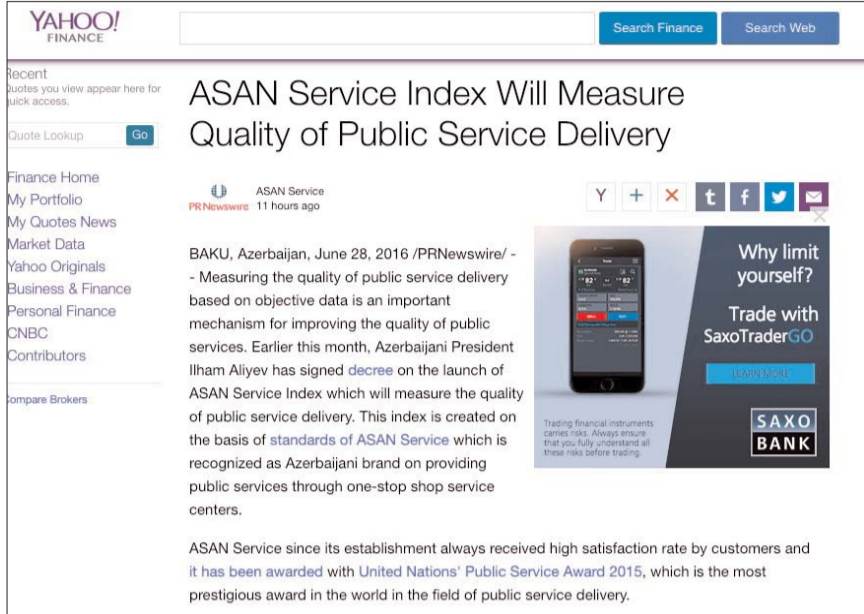 YAHOO!
FINANCE
Search Finance
Search Web
Recent
Quotes you view appear here for
quick access.
Quote Lookup
Go
Finance Home
My Portfolio
My Quotes News
Market Data
Yahoo Originals
Business & Finance
Personal Finance
CNBC
Contributors
Compare Brokers
ASAN Service Index Will Measure
Quality of Public Service Delivery
PR Newswire
ASAN Service
11 hours ago
BAKU, Azerbaijan, June 28, 2016 /PRNewswire/ -
- Measuring the quality of public service delivery
based on objective data is an important
mechanism for improving the quality of public
services. Earlier this month, Azerbaijani President
Ilham Aliyev has signed decree on the launch of
ASAN Service Index which will measure the quality
of public service delivery. This index is created on
the basis of standards of ASAN Service which is
recognized as Azerbaijani brand on providing
public services through one-stop shop service
centers.
Why limit
yourself?
Trade with
SaxoTraderGO
LEARN MORE
Trading financial instruments
carries risks. Always ensure
that you fully understand all
these risks before trading.
SAXO
BANK
Trade
82
82
ASAN Service since its establishment always received high satisfaction rate by customers and
it has been awarded with United Nations' Public Service Award 2015, which is the most
prestigious award in the world in the field of public service delivery.